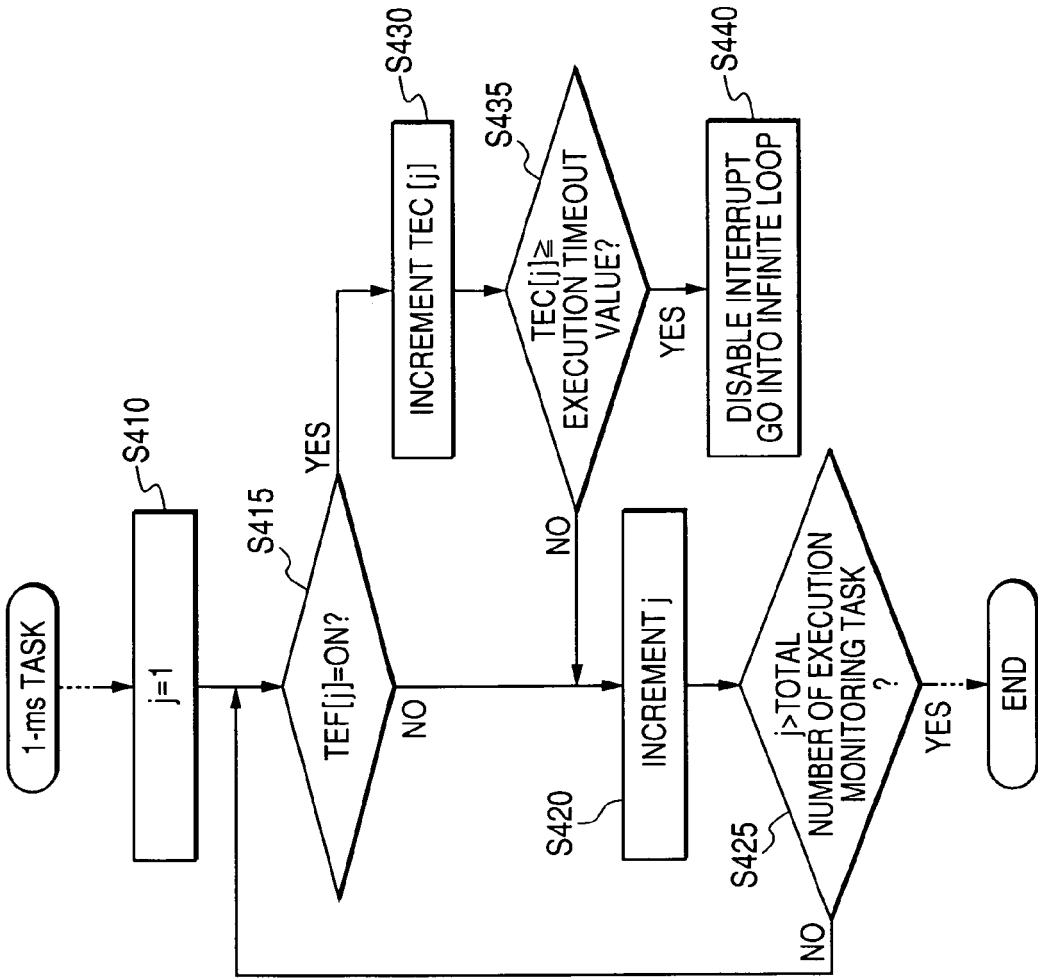 1-ms TASK
j=1
S410
TEF[j]=ON?
S415
YES
NO
INCREMENT TEC [j]
S430
TEC[j]≧
EXECUTION TIMEOUT
VALUE?
S435
NO
YES
DISABLE INTERRUPT
GO INTO INFINITE LOOP
S440
INCREMENT j
S420
j>TOTAL
NUMBER OF EXECUTION
MONITORING TASK
?
S425
NO
YES
END